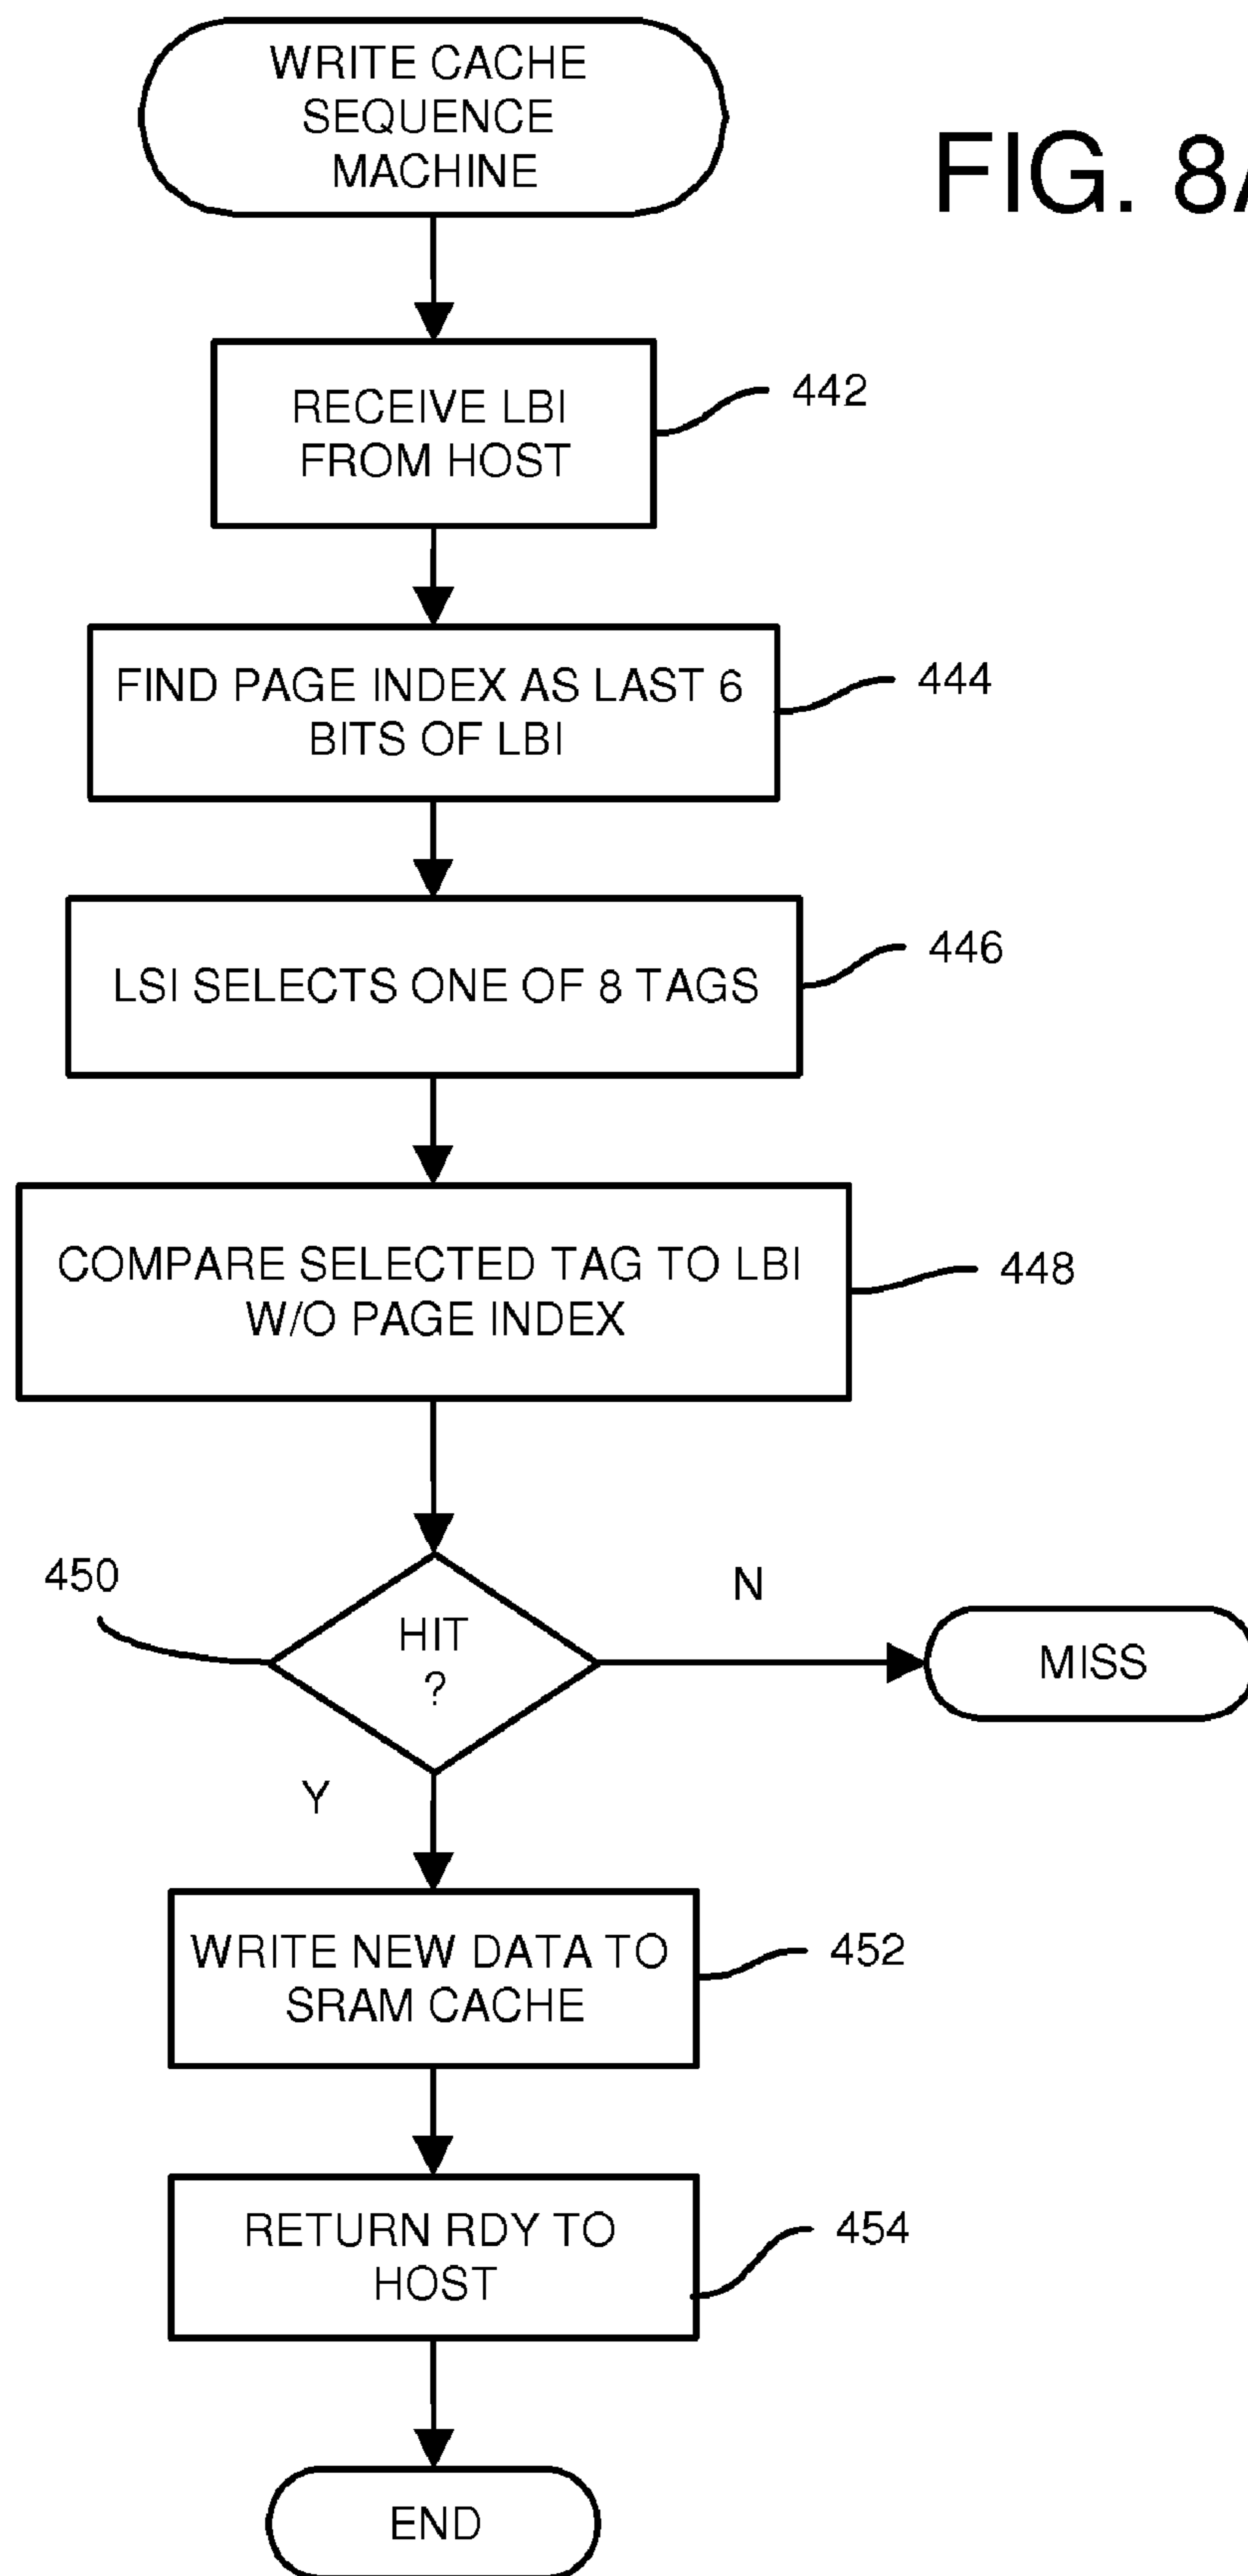 WRITE CACHE
SEQUENCE
MACHINE
FIG. 8A
RECEIVE LBI
FROM HOST
442
FIND PAGE INDEX AS LAST 6
BITS OF LBI
444
LSI SELECTS ONE OF 8 TAGS
446
COMPARE SELECTED TAG TO LBI
W/O PAGE INDEX
448
450
HIT
?
N
MISS
Y
WRITE NEW DATA TO
SRAM CACHE
452
RETURN RDY TO
HOST
454
END